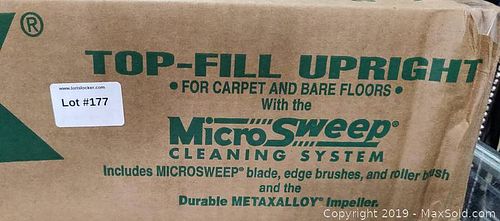 ®
TOP-FILL UPRIGHT
• FOR CARPET AND BARE FLOORS •
With the
MicroSweep®
CLEANING SYSTEM
Includes MICROSWEEP® blade, edge brushes, and roller brush
and the
Durable METAXALLOY® Impeller.
www.lorislocker.com
Lot #177
Copyright © 2019 - MaxSold.com